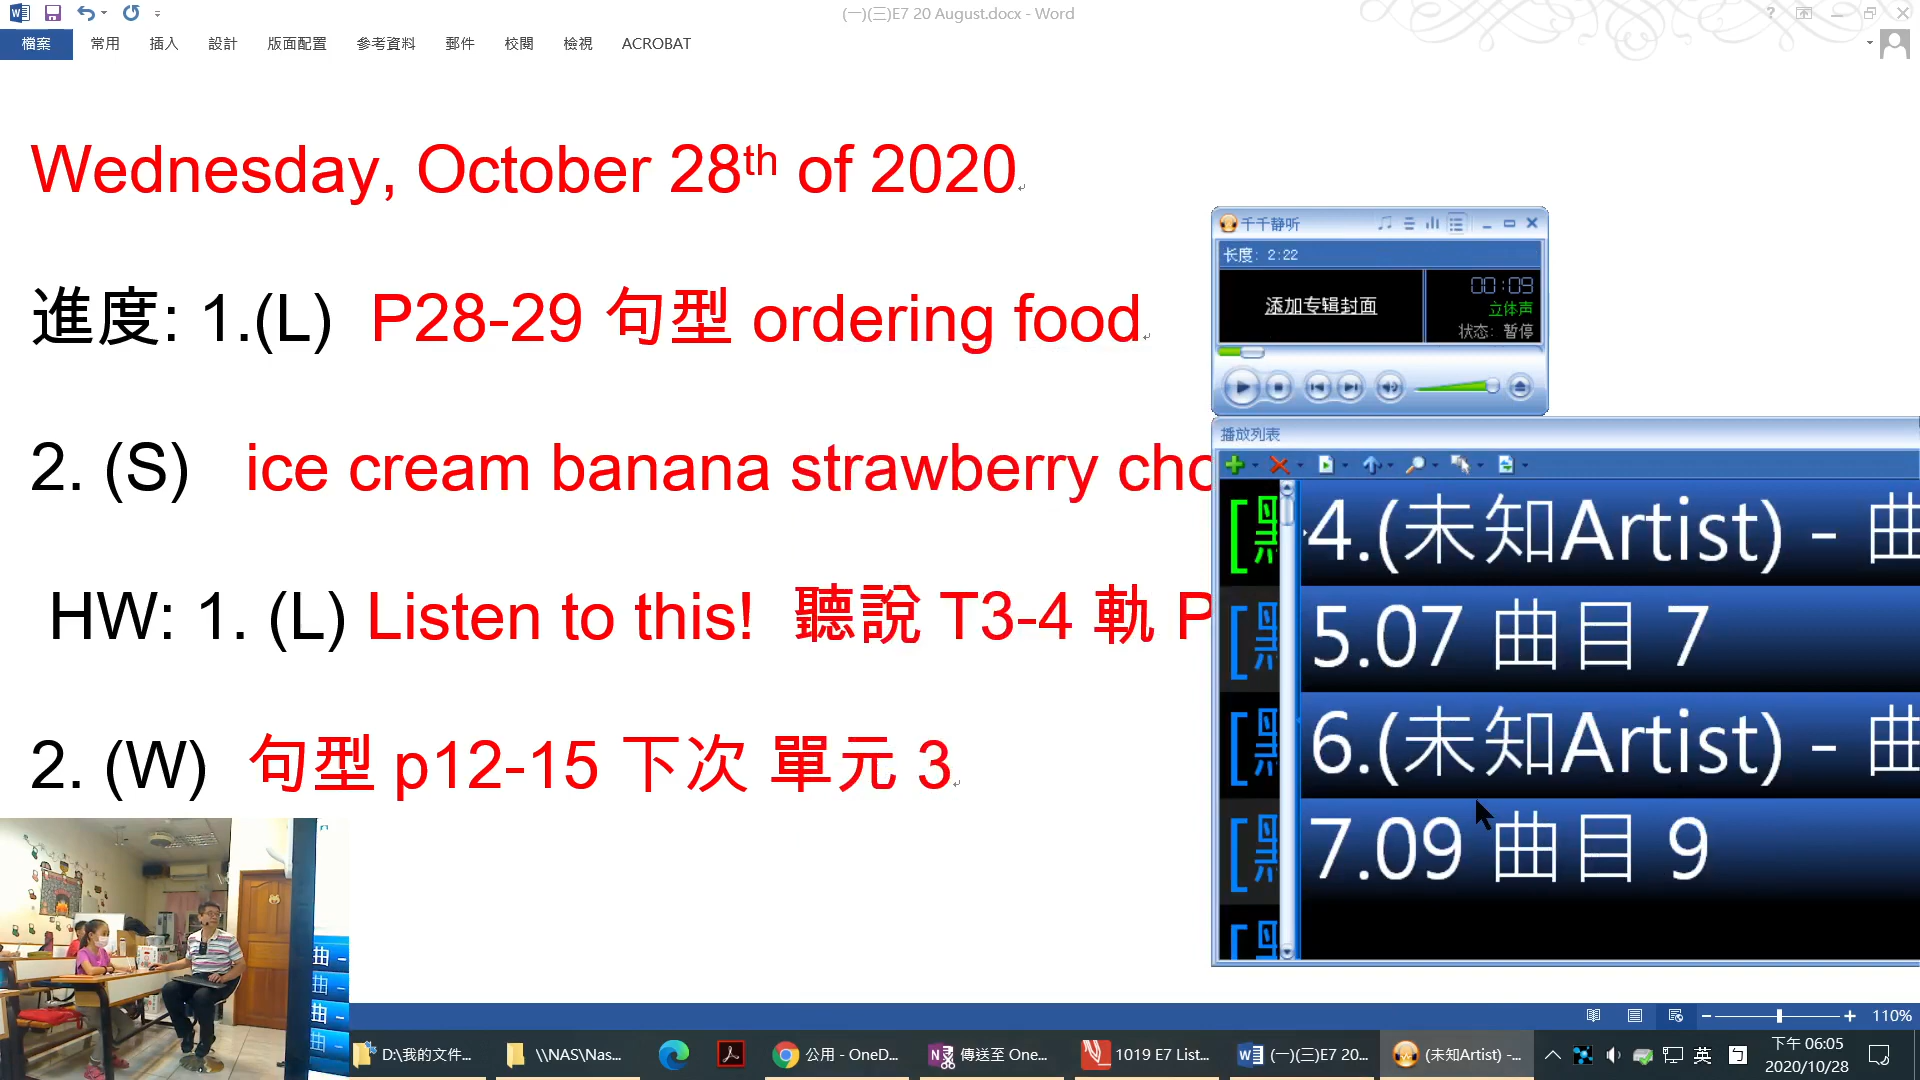 (一)(三)E7 20 August.docx - Word
檔案 常用 插入 設計 版面配置 參考資料 郵件 校閱 檢視 ACROBAT
Wednesday, October 28th of 2020
進度: 1.(L) P28-29 句型 ordering food
2. (S) ice cream banana strawberry cho
HW: 1. (L) Listen to this! 聽說 T3-4 軌 P
2. (W) 句型 p12-15 下次 單元 3
千千静听
长度: 2:22
添加专辑封面
00:09
立体声
状态: 暂停
播放列表
4.(未知Artist) - 曲
5.07 曲目 7
6.(未知Artist) - 曲
7.09 曲目 9
曲 -
曲 -
曲 -
曲 -
110%
D:\我的文件...
\\NAS\Nas...
公用 - OneD...
傳送至 One...
1019 E7 List...
(一)(三)E7 20...
(未知Artist) -...
英
下午 06:05
2020/10/28